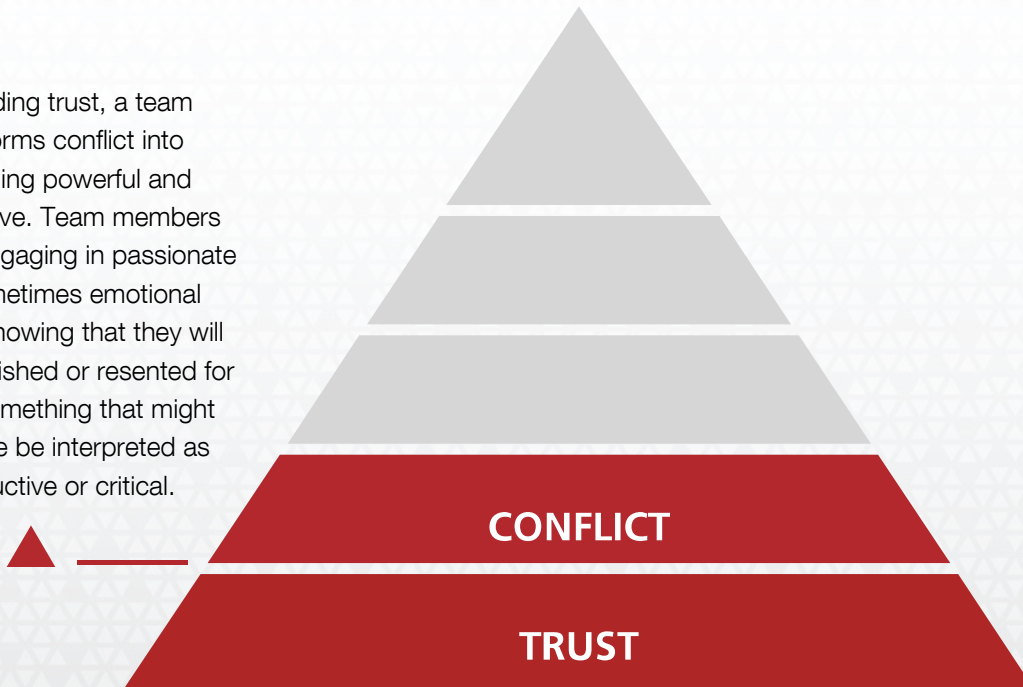 ding trust, a team
orms conflict into
ing powerful and
ve. Team members
gaging in passionate
metimes emotional
nowing that they will
ished or resented for
mething that might
e be interpreted as
uctive or critical.
CONFLICT
TRUST